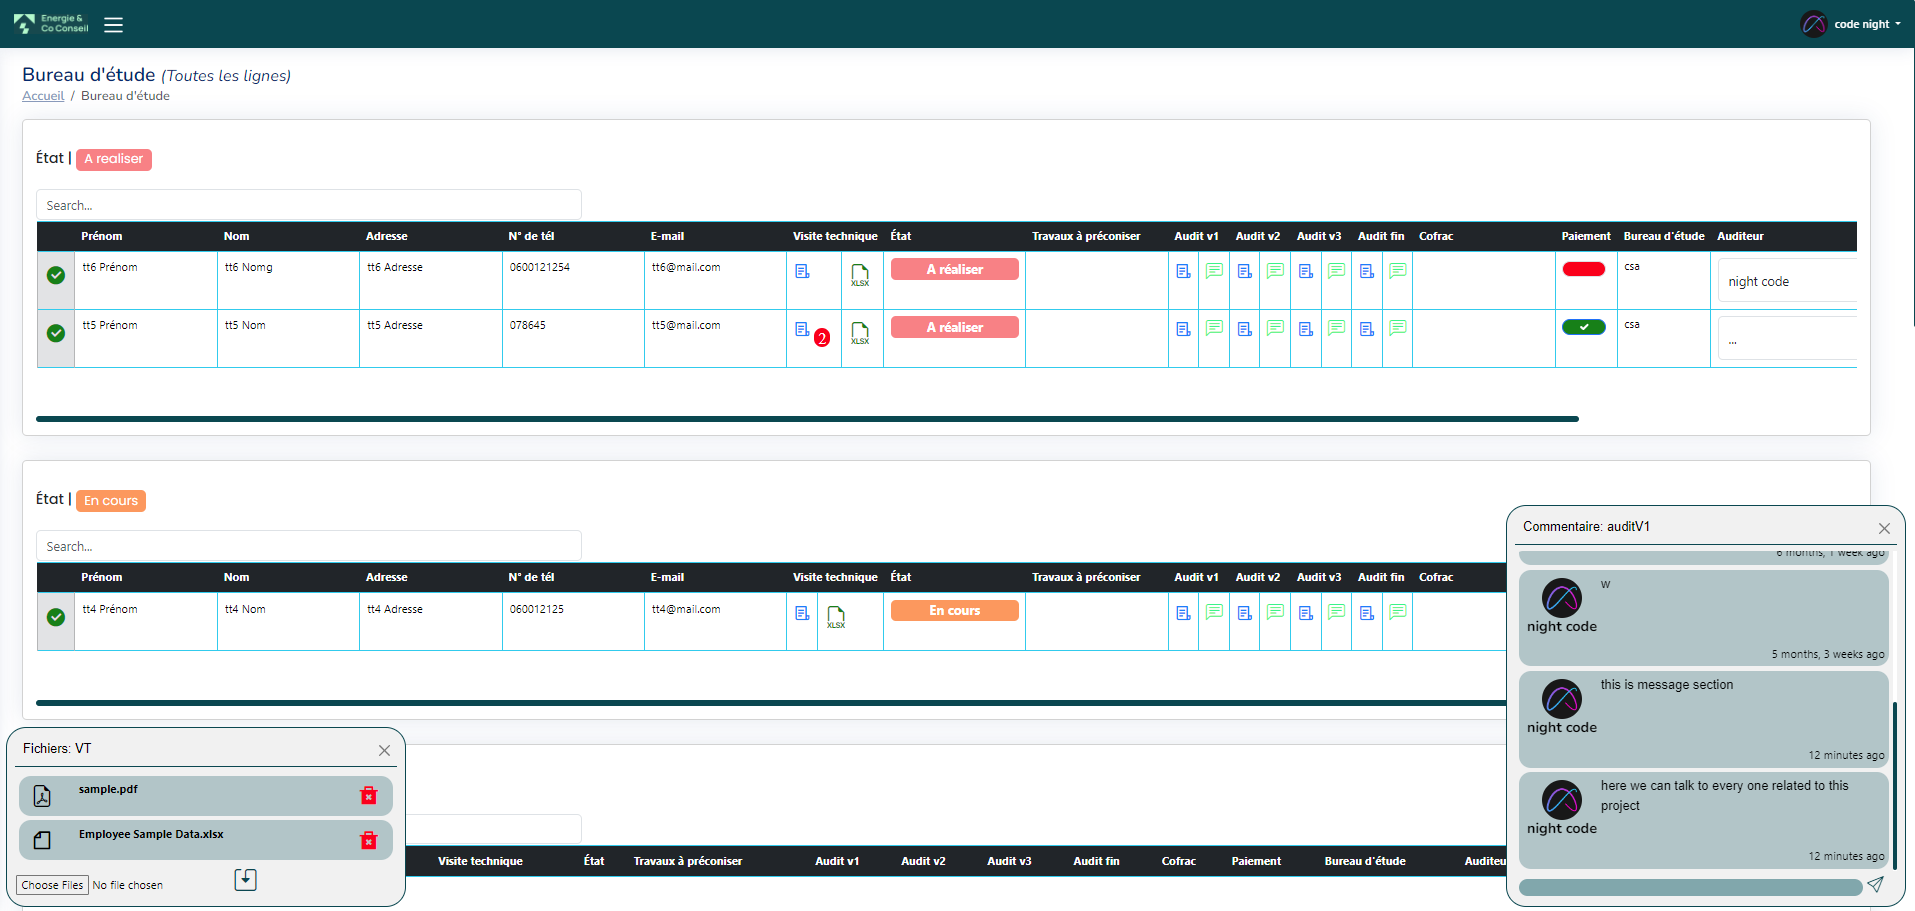 Energie &
Co Conseil
code night
Bureau d'étude (Toutes les lignes)
Accueil / Bureau d'étude
État | A realiser
Search...
Prénom Nom Adresse N° de tél E-mail Visite technique État Travaux à préconiser Audit v1 Audit v2 Audit v3 Audit fin Cofrac Paiement Bureau d'étude Auditeur
tt6 Prénom tt6 Nomg tt6 Adresse 0600121254 tt6@mail.com XLSX A réaliser csa night code
tt5 Prénom tt5 Nom tt5 Adresse 078645 tt5@mail.com 2 XLSX A réaliser csa ...
État | En cours
Search...
Prénom Nom Adresse N° de tél E-mail Visite technique État Travaux à préconiser Audit v1 Audit v2 Audit v3 Audit fin Cofrac
tt4 Prénom tt4 Nom tt4 Adresse 060012125 tt4@mail.com XLSX En cours
Visite technique État Travaux à préconiser Audit v1 Audit v2 Audit v3 Audit fin Cofrac Paiement Bureau d'étude Auditeu
Fichiers: VT
sample.pdf
Employee Sample Data.xlsx
Choose Files No file chosen
Commentaire: auditV1
6 months, 1 week ago
w
night code
5 months, 3 weeks ago
this is message section
night code
12 minutes ago
here we can talk to every one related to this
project
night code
12 minutes ago